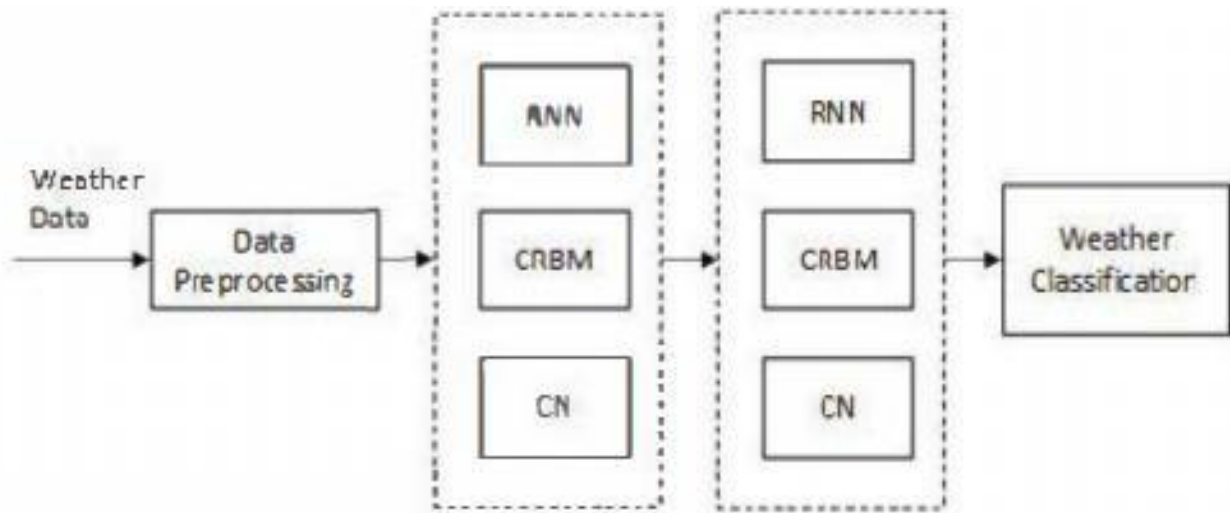 Weather
Data
Data
Preprocessing
RNN
CRBM
CN
RNN
CRBM
CN
Weather
Classification